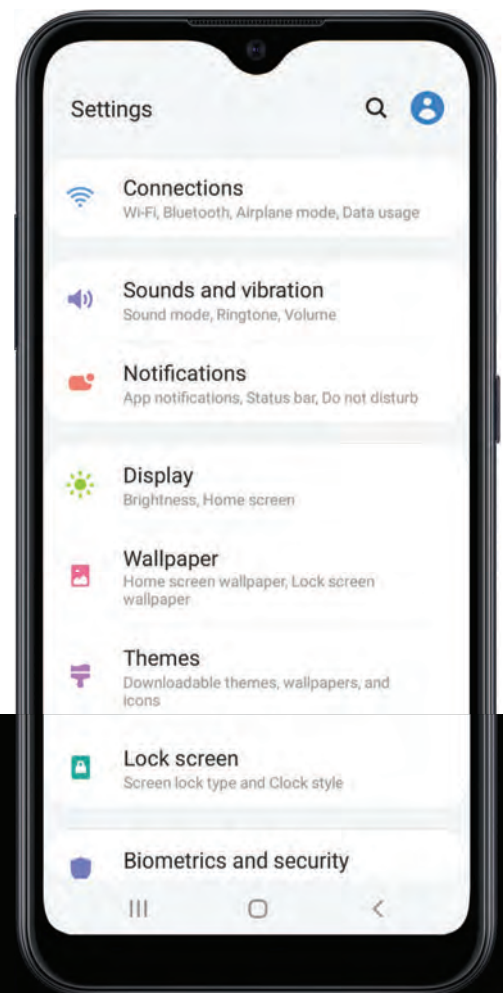 Settings
Connections
Wi-Fi, Bluetooth, Airplane mode, Data usage
Sounds and vibration
Sound mode, Ringtone, Volume
Notifications
App notifications, Status bar, Do not disturb
Display
Brightness, Home screen
Wallpaper
Home screen wallpaper, Lock screen
wallpaper
Themes
Downloadable themes, wallpapers, and
icons
Lock screen
Screen lock type and Clock style
Biometrics and security